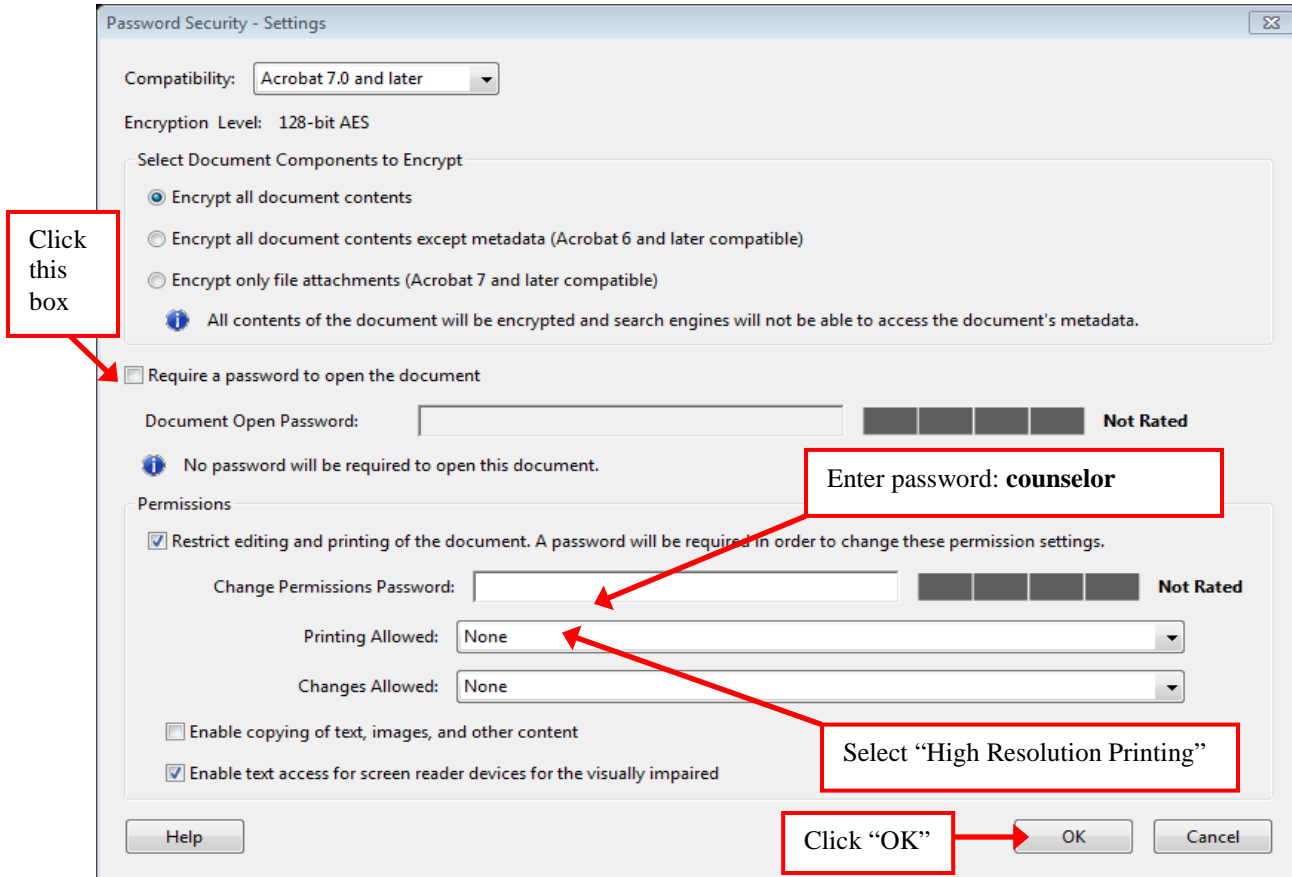 Password Security - Settings
Compatibility: Acrobat 7.0 and later
Encryption Level: 128-bit AES
Select Document Components to Encrypt
Encrypt all document contents
Click
this
box
Encrypt all document contents except metadata (Acrobat 6 and later compatible)
Encrypt only file attachments (Acrobat 7 and later compatible)
All contents of the document will be encrypted and search engines will not be able to access the document's metadata.
Require a password to open the document
Document Open Password: Not Rated
No password will be required to open this document.
Enter password: counselor
Permissions
Restrict editing and printing of the document. A password will be required in order to change these permission settings.
Change Permissions Password: Not Rated
Printing Allowed: None
Changes Allowed: None
Enable copying of text, images, and other content
Select “High Resolution Printing”
Enable text access for screen reader devices for the visually impaired
Help
Click “OK”
OK
Cancel